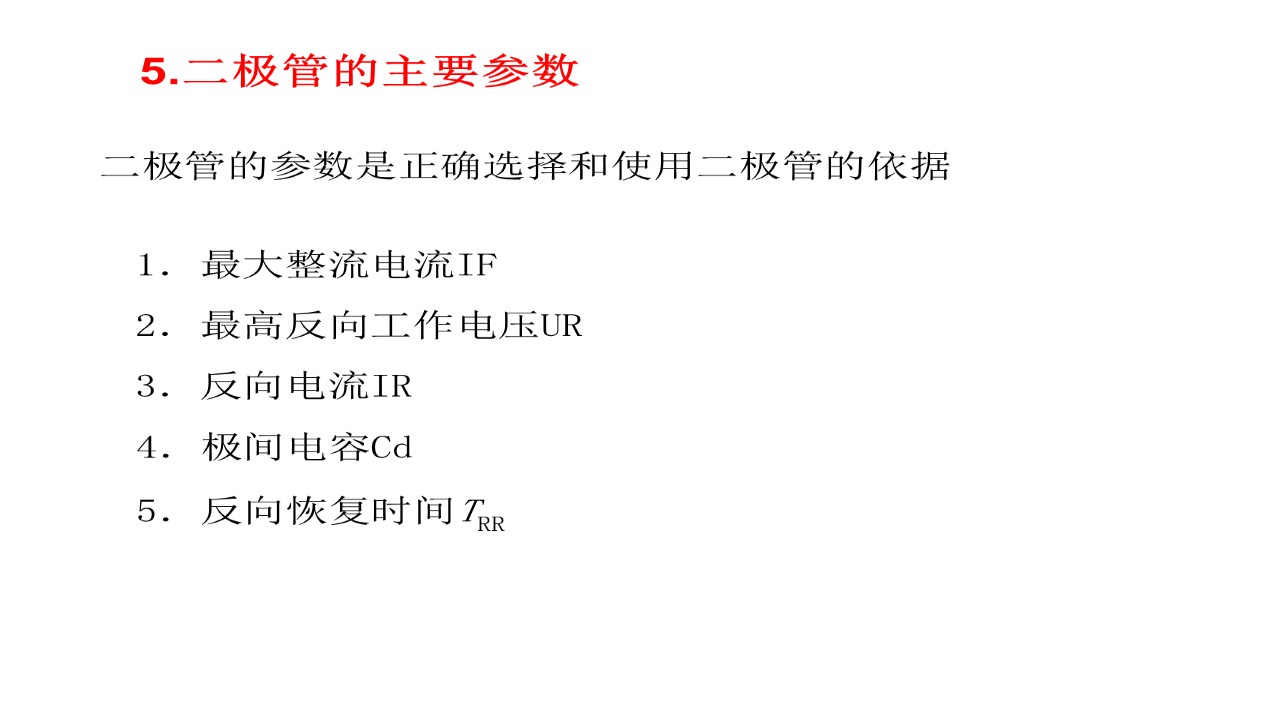 5.二极管的主要参数
二极管的参数是正确选择和使用二极管的依据
1. 最大整流电流IF
2. 最高反向工作电压UR
3. 反向电流IR
4. 极间电容Cd
5. 反向恢复时间TRR